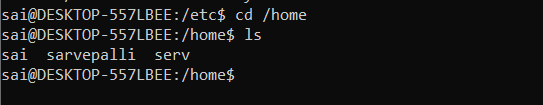 sai@DESKTOP-557LBEE:/etc$ cd /home
sai@DESKTOP-557LBEE:/home$ ls
sai  sarvepalli  serv
sai@DESKTOP-557LBEE:/home$